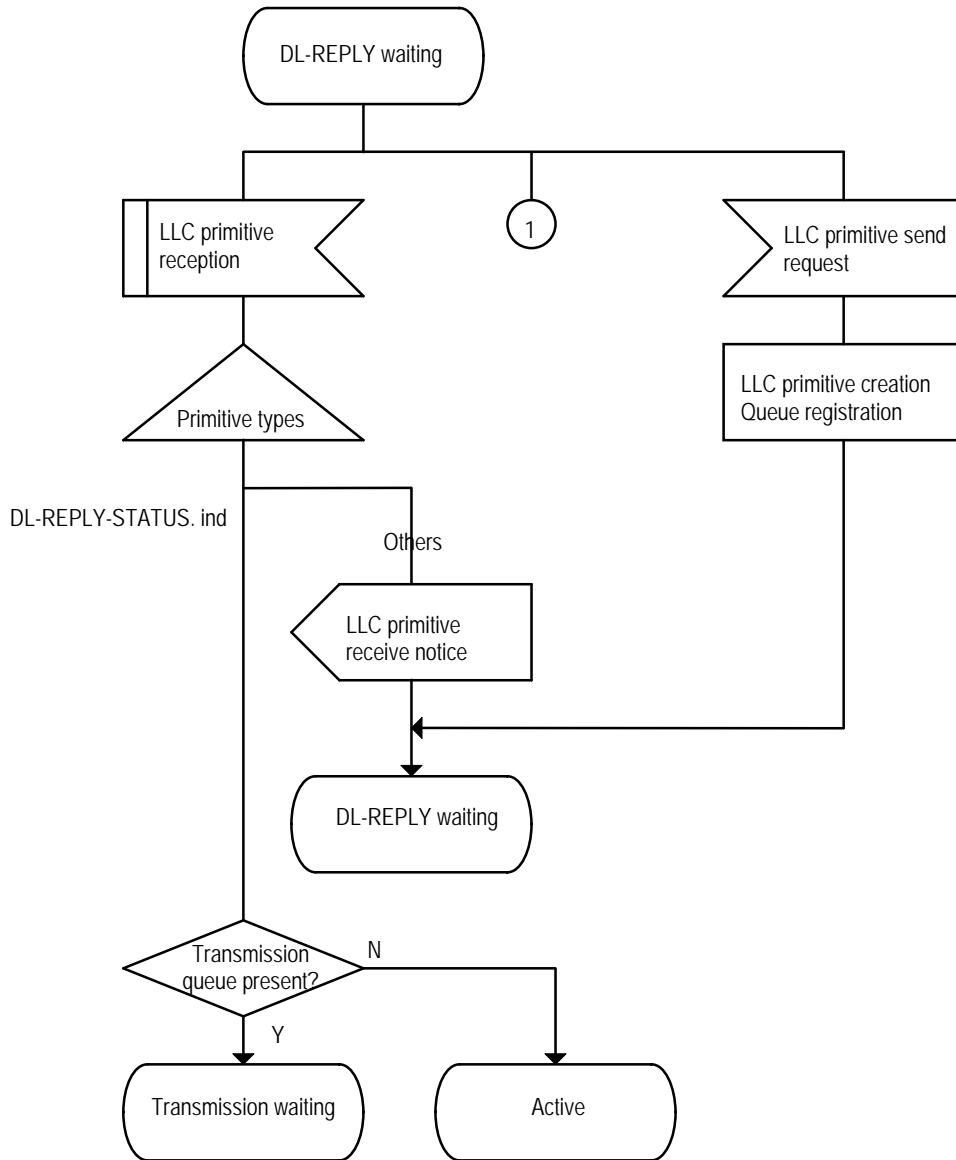 DL-REPLY waiting
LLC primitive
reception
1
LLC primitive send
request
Primitive types
LLC primitive creation
Queue registration
DL-REPLY-STATUS. ind
Others
LLC primitive
receive notice
DL-REPLY waiting
Transmission
queue present?
N
Y
Transmission waiting
Active